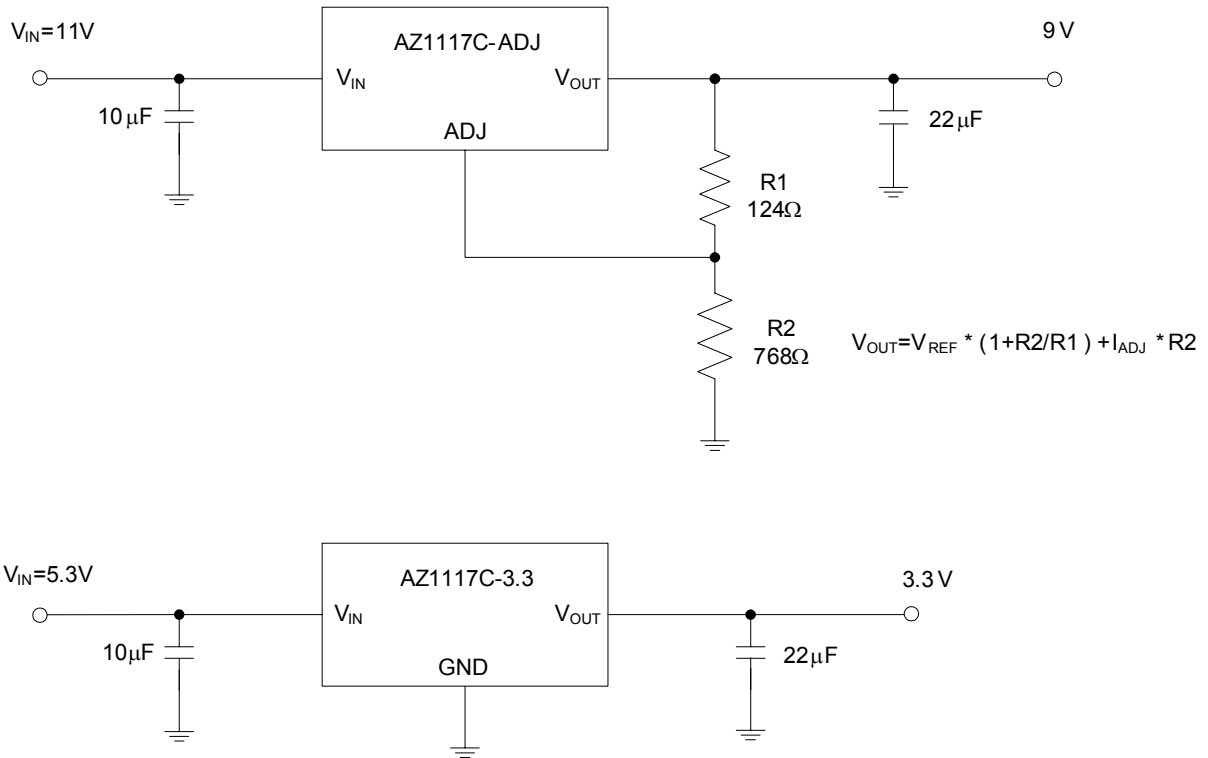 V_IN=11V
AZ1117C-ADJ
9 V
V_IN
V_OUT
10 µF
ADJ
22 µF
R1
124Ω
R2
768Ω
V_OUT=V_REF * (1+R2/R1 ) +I_ADJ * R2
V_IN=5.3V
AZ1117C-3.3
3.3 V
V_IN
V_OUT
10µF
GND
22µF